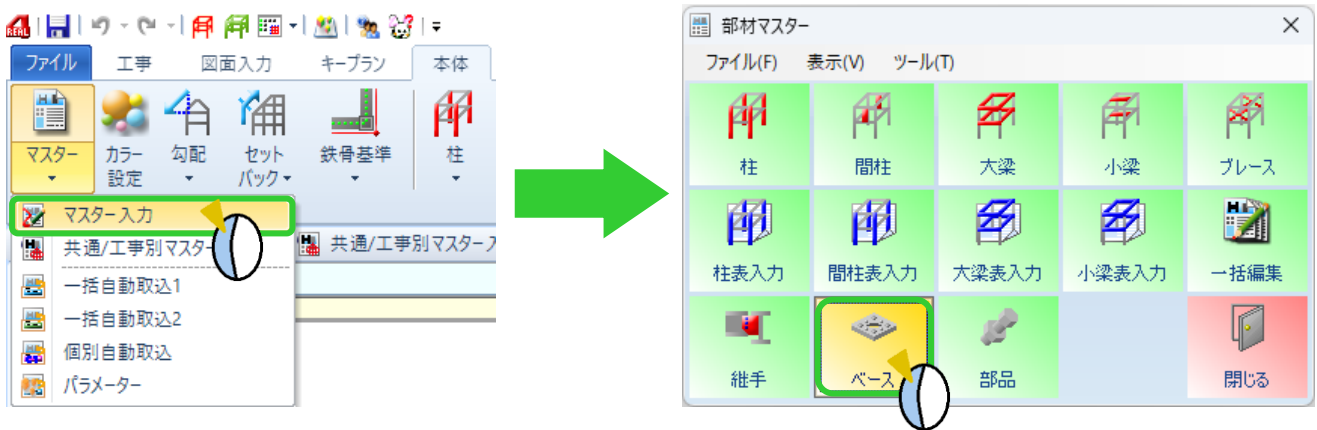 REAL
ファイル 工事 図面入力 キープラン 本体
マスター カラー設定 勾配 セットバック 鉄骨基準 柱
マスター入力
共通/工事別マスター
共通/工事別マスター
一括自動取込1
一括自動取込2
個別自動取込
パラメーター
部材マスター
ファイル(F) 表示(V) ツール(T)
柱 間柱 大梁 小梁 ブレース
柱表入力 間柱表入力 大梁表入力 小梁表入力 一括編集
継手 ベース 部品 閉じる